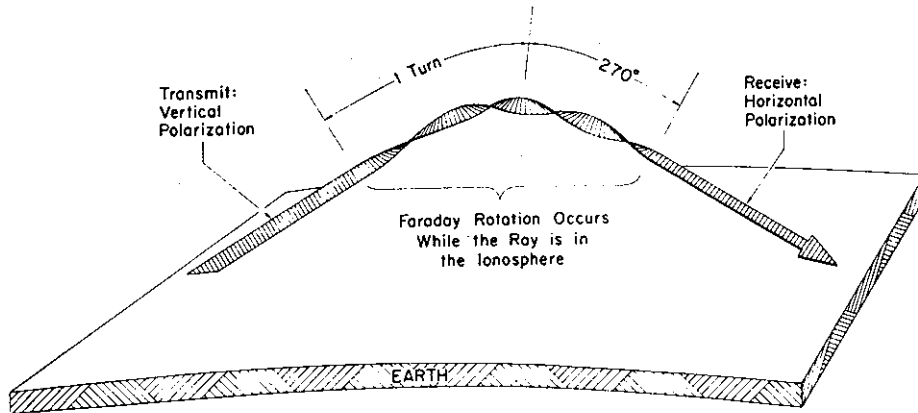 1 Turn
270°
Transmit:
Vertical
Polarization
Receive:
Horizontal
Polarization
Faraday Rotation Occurs
While the Ray is in
the Ionosphere
EARTH